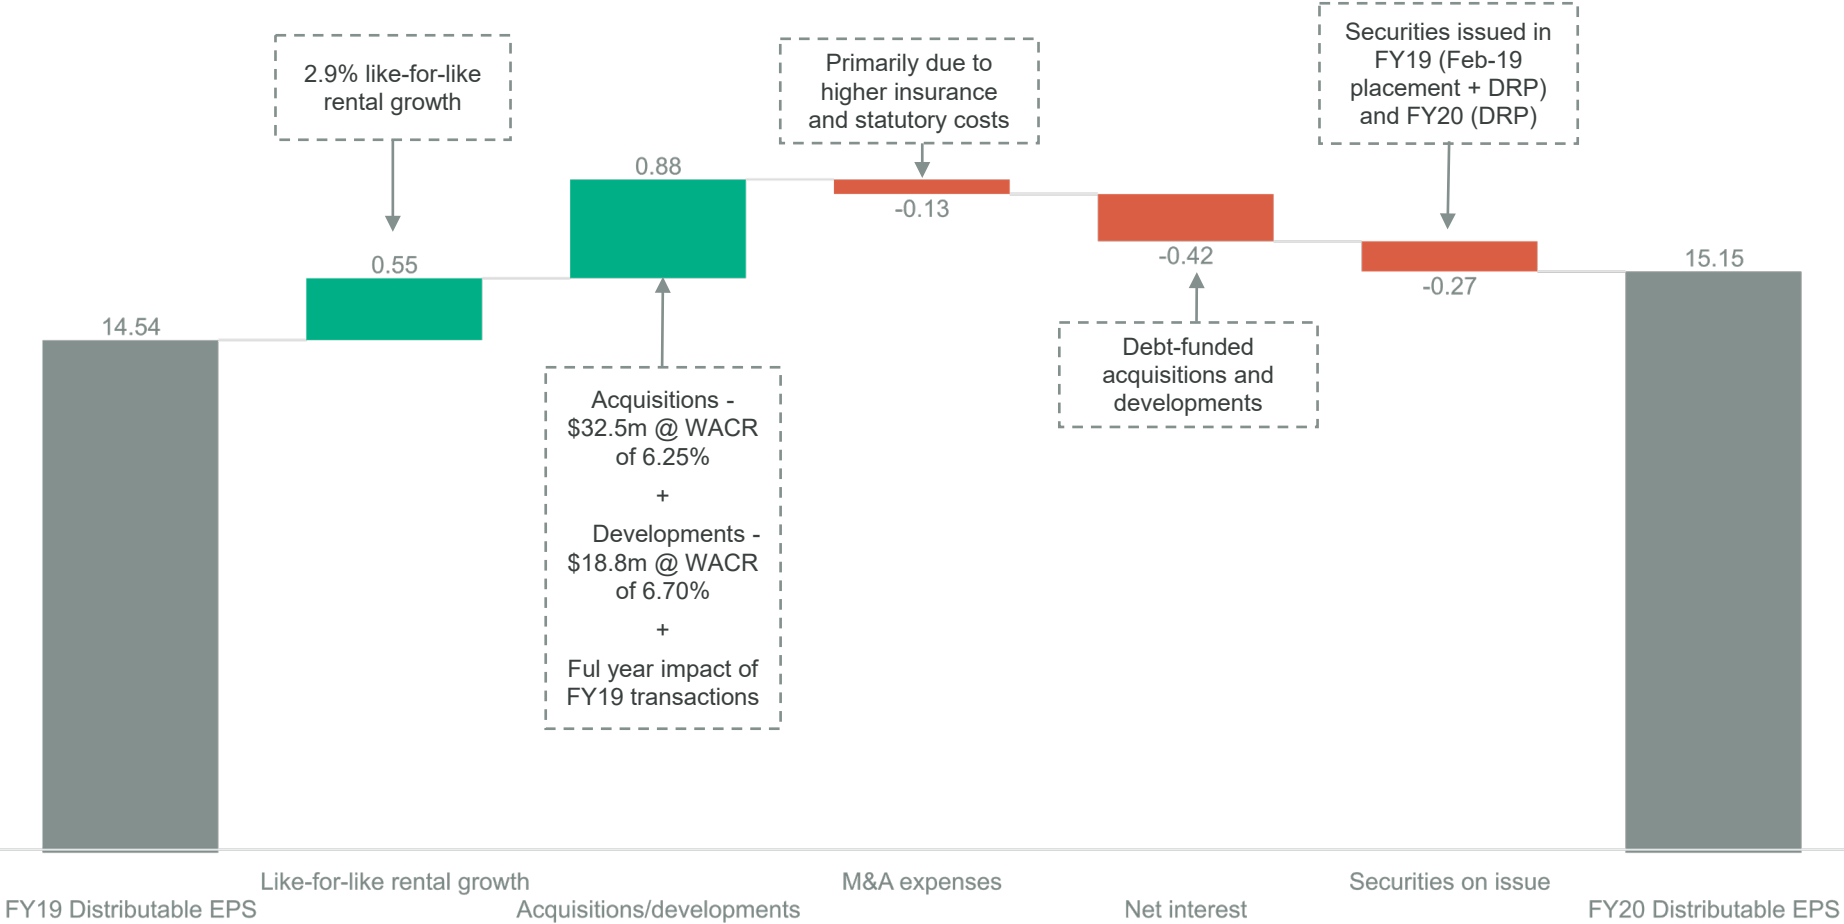 2.9% like-for-like
rental growth
Primarily due to
higher insurance
and statutory costs
Securities issued in
FY19 (Feb-19
placement + DRP)
and FY20 (DRP)
14.54
0.55
0.88
-0.13
-0.42
-0.27
15.15
Acquisitions -
$32.5m @ WACR
of 6.25%
+
Developments -
$18.8m @ WACR
of 6.70%
+
Ful year impact of
FY19 transactions
Debt-funded
acquisitions and
developments
FY19 Distributable EPS
Like-for-like rental growth
Acquisitions/developments
M&A expenses
Net interest
Securities on issue
FY20 Distributable EPS